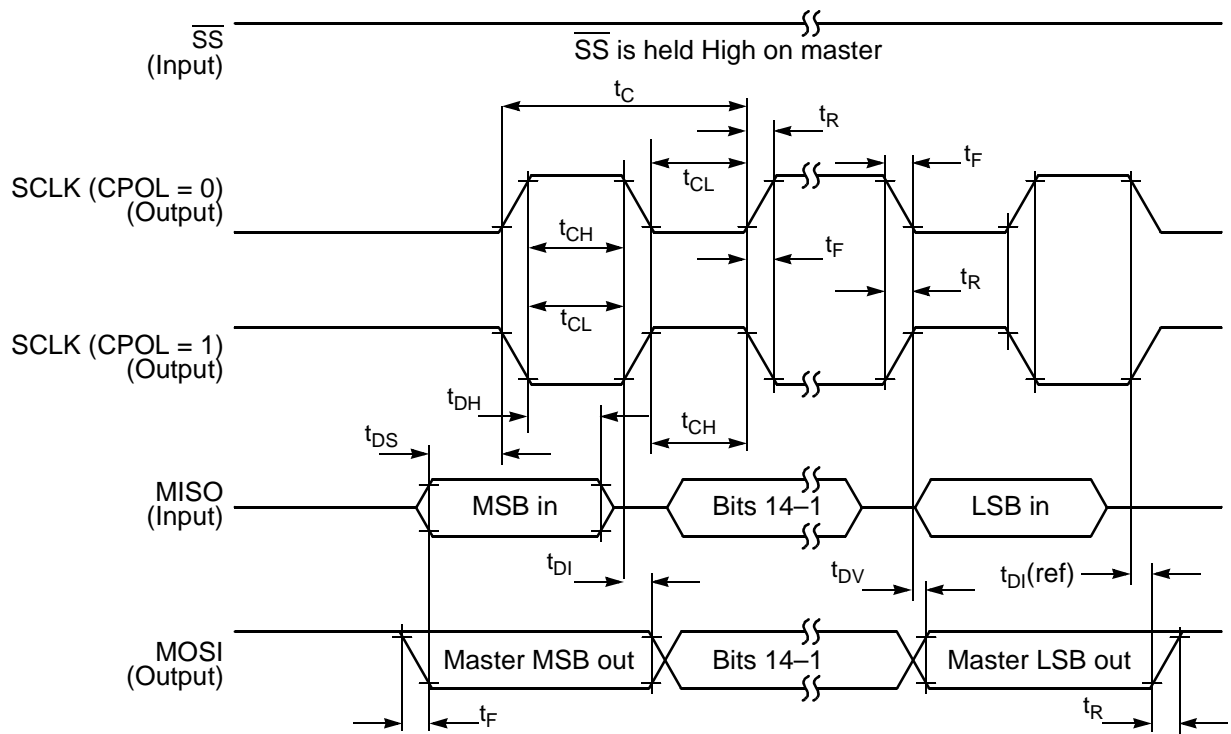 SS
(Input)
SS is held High on master
tC
tR
tF
SCLK (CPOL = 0)
(Output)
tCL
tCH
tF
tR
tCL
SCLK (CPOL = 1)
(Output)
tDH
tCH
tDS
MISO
(Input)
MSB in
Bits 14–1
LSB in
tDI
tDV
tDI(ref)
MOSI
(Output)
Master MSB out
Bits 14–1
Master LSB out
tF
tR